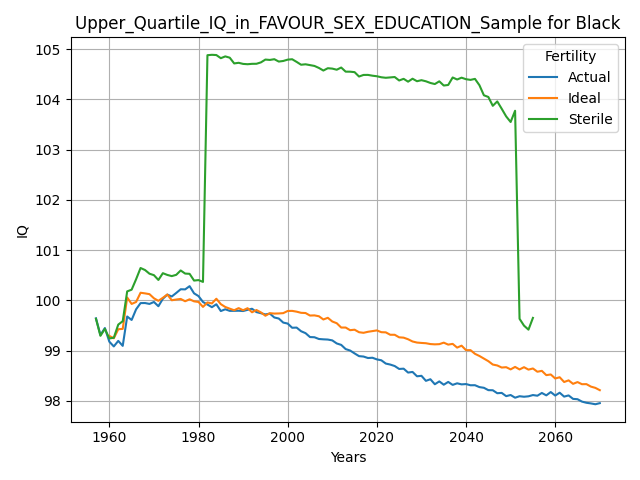 Upper_Quartile_IQ_in_FAVOUR_SEX_EDUCATION_Sample for Black
Fertility
Actual
Ideal
Sterile
105
104
103
102
101
100
99
98
IQ
1960
1980
2000
2020
2040
2060
Years